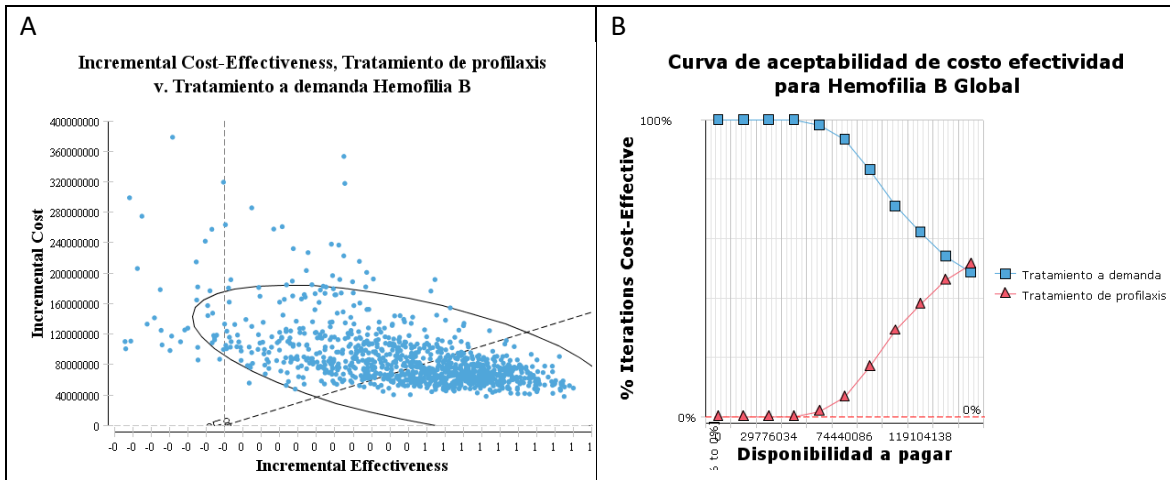 A
Incremental Cost-Effectiveness, Tratamiento de profilaxis
v. Tratamiento a demanda Hemofilia B
Incremental Cost
400000000
360000000
320000000
280000000
240000000
200000000
160000000
120000000
80000000
40000000
0
-0 -0 -0 -0 -0 -0 -0 0 0 0 0 0 0 0 0 0 0 1 1 1 1 1 1 1 1 1
Incremental Effectiveness
B
Curva de aceptabilidad de costo efectividad
para Hemofilia B Global
% Iterations Cost-Effective
100%
0%
0%
% to 0%]
0 29776034 74440086 119104138
Disponibilidad a pagar
Tratamiento a demanda
Tratamiento de profilaxis